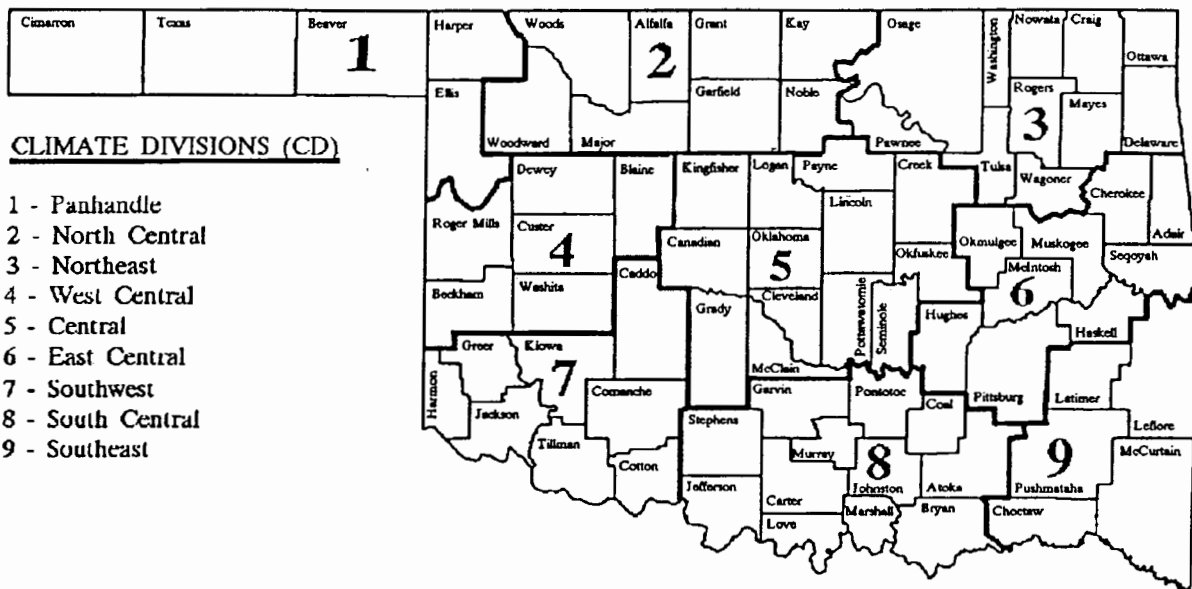 Cimarron Texas Beaver Harper Woods Alfalfa Grant Kay Osage Washington Nowata Craig Ottawa
1 2
Ellis Garfield Noble Rogers Mayes
3
Woodward Major Pawnee Delaware
CLIMATE DIVISIONS (CD)
1 - Panhandle
2 - North Central
3 - Northeast
4 - West Central
5 - Central
6 - East Central
7 - Southwest
8 - South Central
9 - Southeast
Dewey Blaine Kingfisher Logan Payne Creek Tulsa Wagoner Cherokee
Lincoln
Roger Mills Custer Canadian Oklahoma Okfuskee Okmulgee Muskogee Adair
4 5 Seqoyah
Beckham Washita Caddo Cleveland McIntosh
6
Grady Pottawatomie Seminole Hughes Haskell
Greer Kiowa McClain
7
Harmon Jackson Comanche Garvin Pontotoc Coal Pittsburg Latimer
Tillman Stephens Leflore
Cotton Murray 8 9 McCurtain
Jefferson Carter Johnston Atoka Pushmataha
Love Marshall Bryan Choctaw